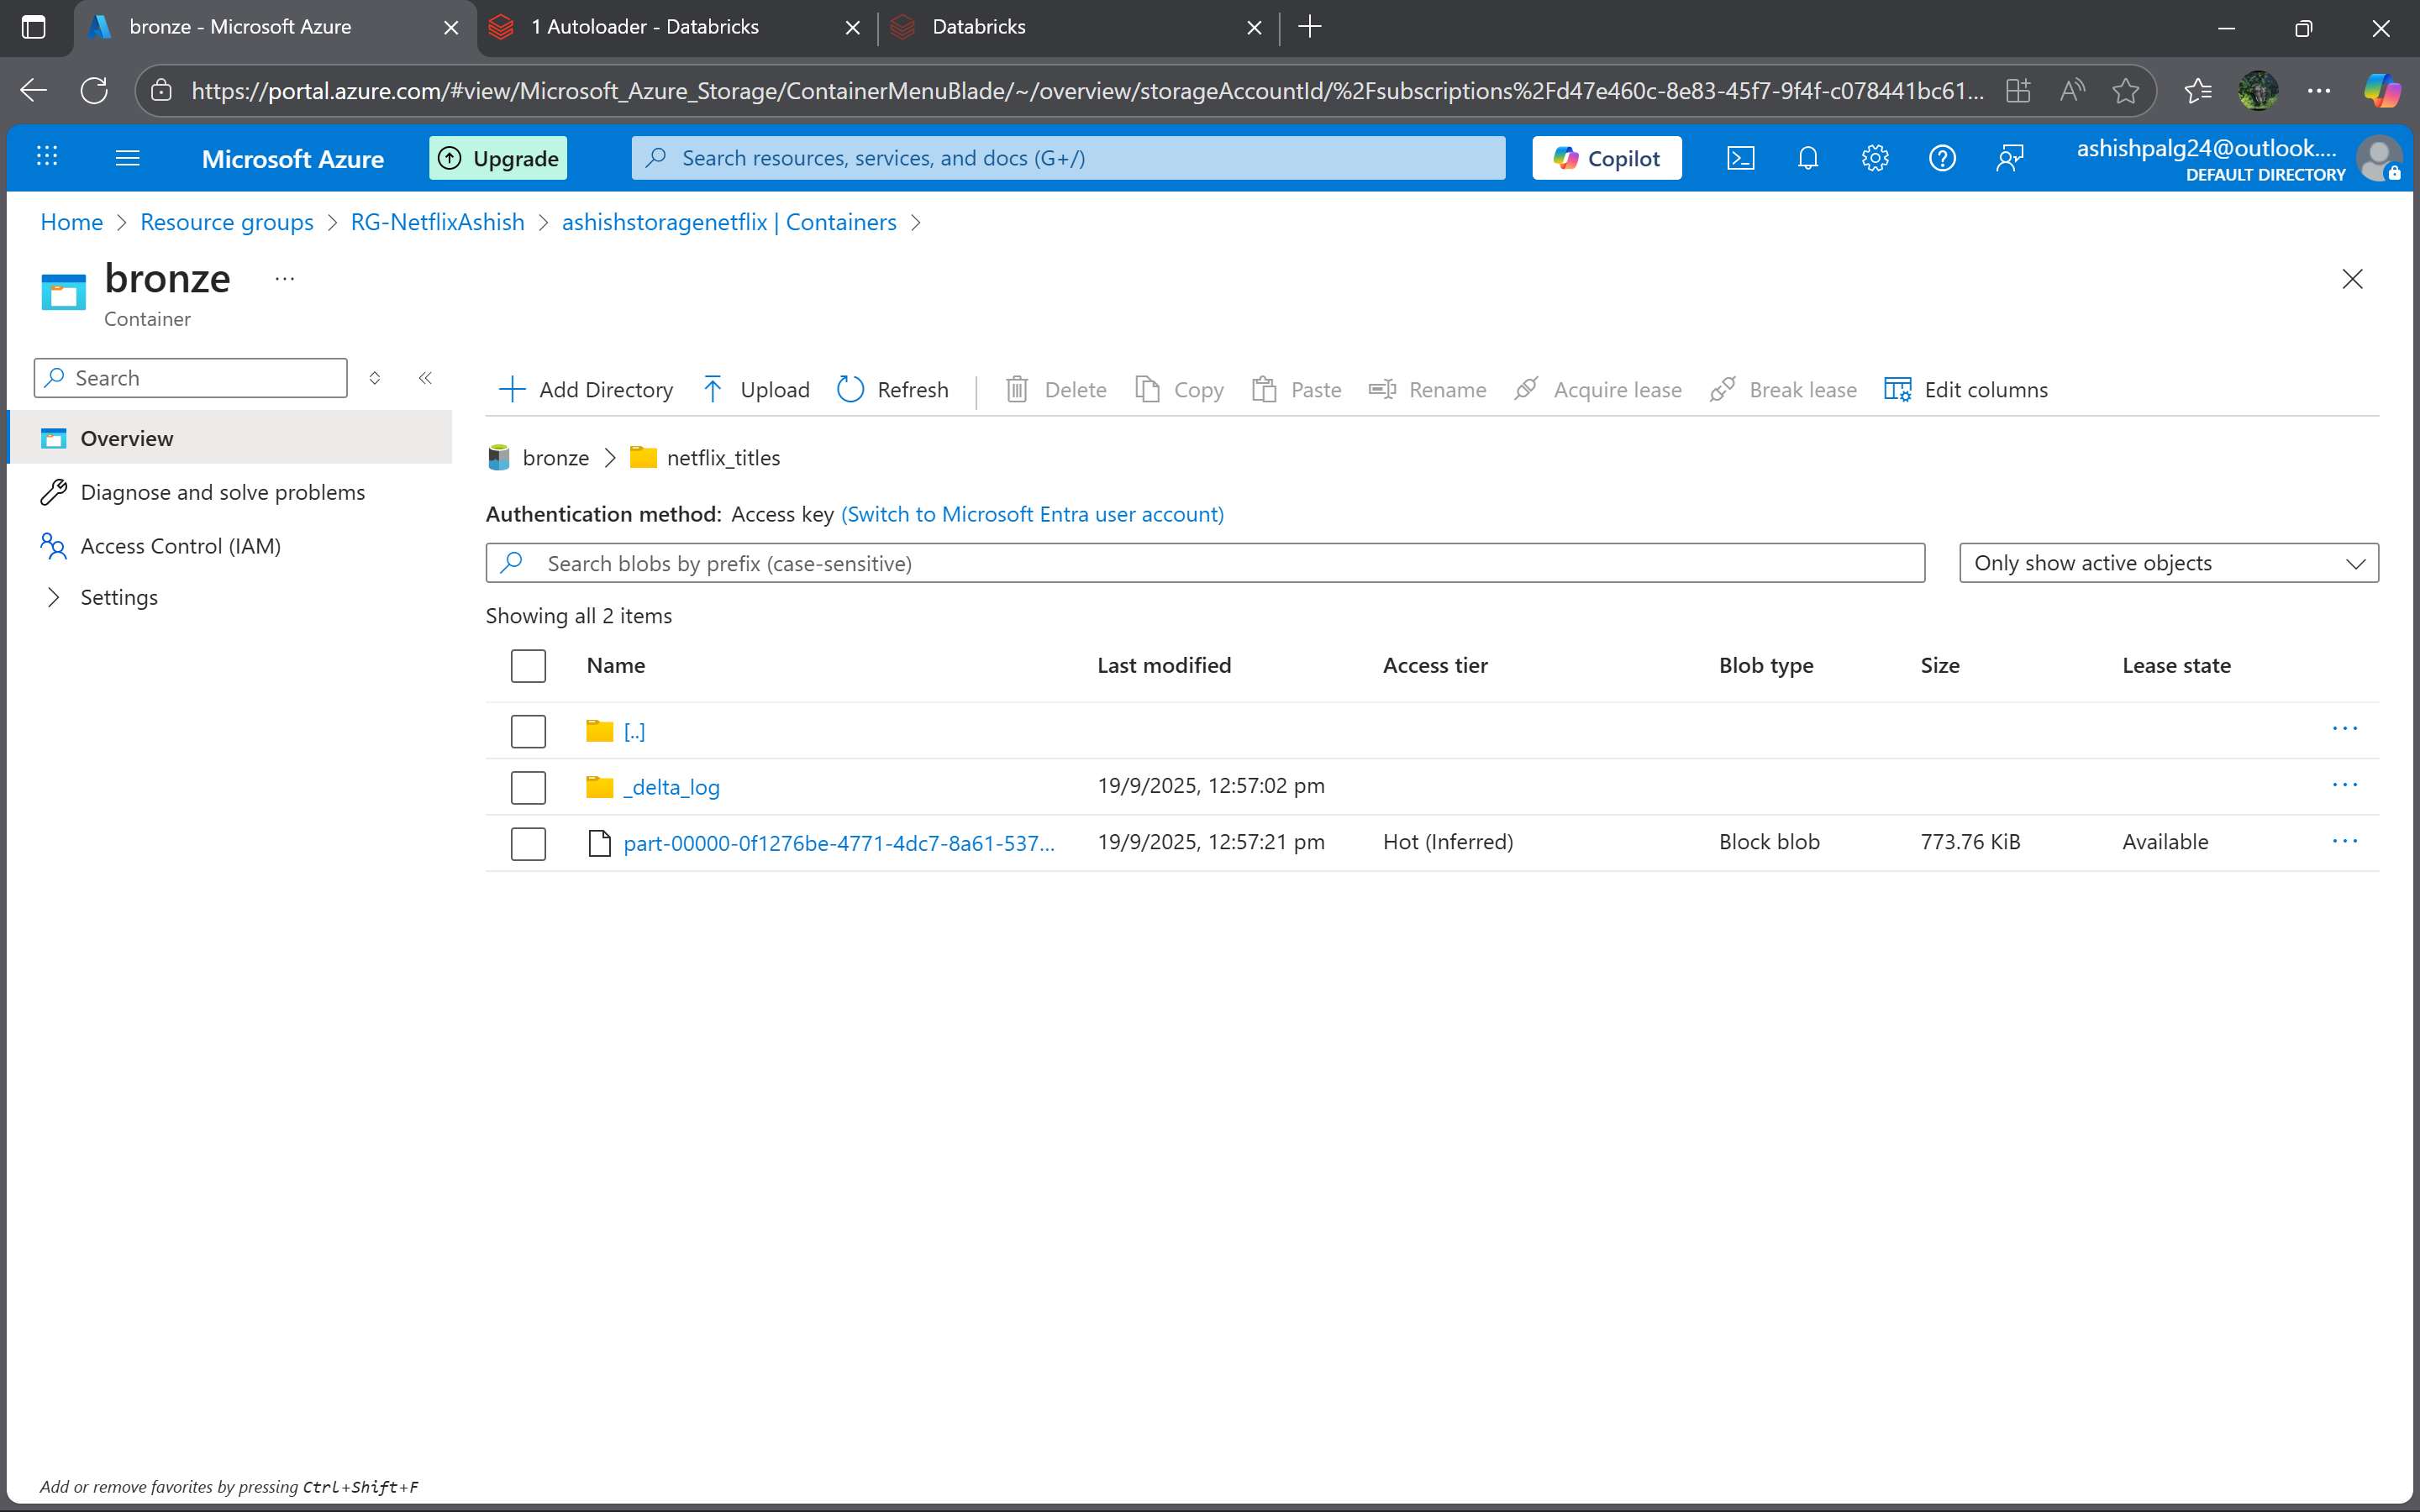 bronze - Microsoft Azure
1 Autoloader - Databricks
Databricks
https://portal.azure.com/#view/Microsoft_Azure_Storage/ContainerMenuBlade/~/overview/storageAccountId/%2Fsubscriptions%2Fd47e460c-8e83-45f7-9f4f-c078441bc61...
Microsoft Azure
Upgrade
Search resources, services, and docs (G+/)
Copilot
ashishpalg24@outlook....
DEFAULT DIRECTORY
Home > Resource groups > RG-NetflixAshish > ashishstoragenetflix | Containers >
bronze ...
Container
Search
Overview
Diagnose and solve problems
Access Control (IAM)
Settings
Add Directory Upload Refresh Delete Copy Paste Rename Acquire lease Break lease Edit columns
bronze > netflix_titles
Authentication method: Access key (Switch to Microsoft Entra user account)
Search blobs by prefix (case-sensitive)
Only show active objects
Showing all 2 items
Name Last modified Access tier Blob type Size Lease state
[..] ...
_delta_log 19/9/2025, 12:57:02 pm ...
part-00000-0f1276be-4771-4dc7-8a61-537... 19/9/2025, 12:57:21 pm Hot (Inferred) Block blob 773.76 KiB Available ...
Add or remove favorites by pressing Ctrl+Shift+F